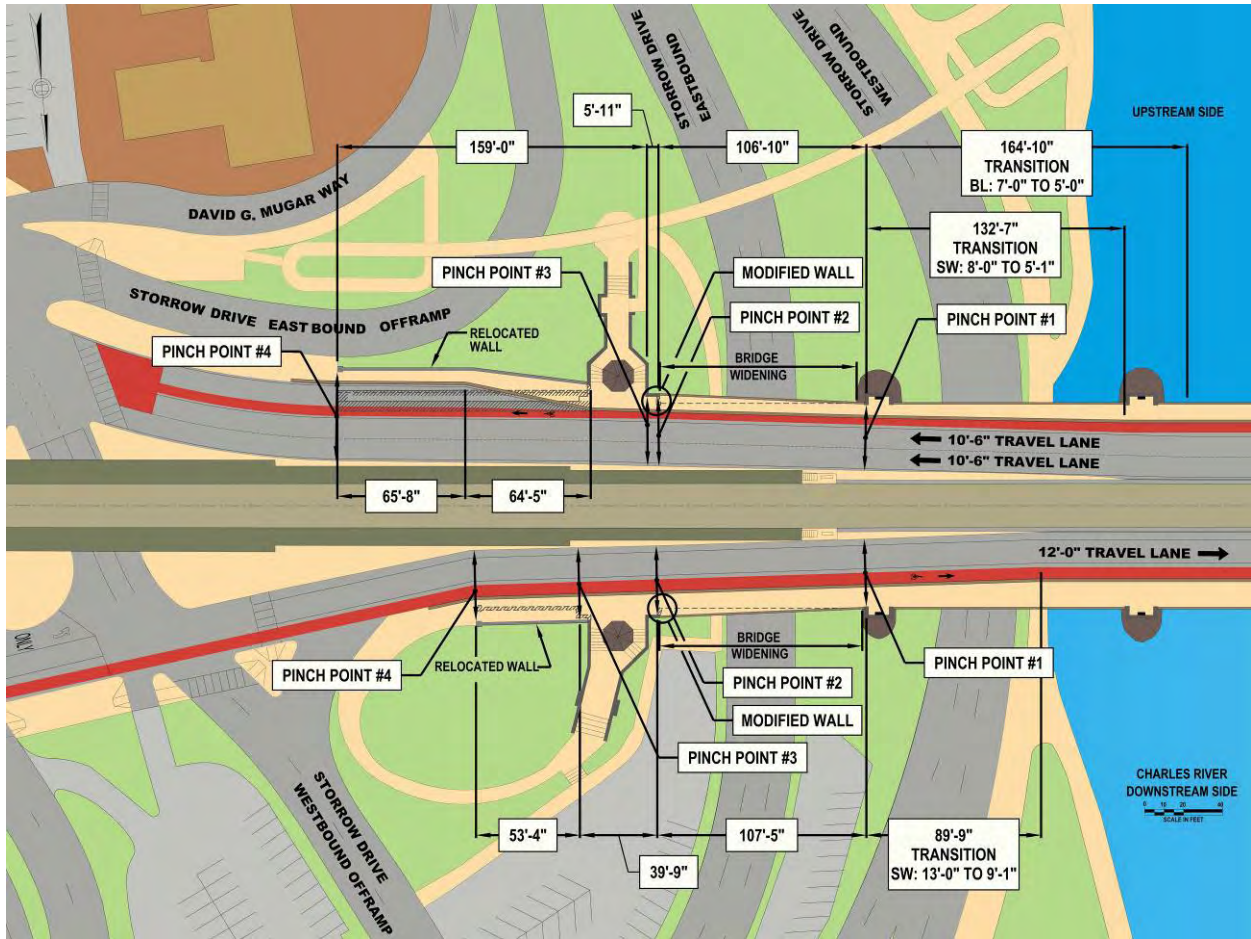 STORROW DRIVE
EASTBOUND
STORROW DRIVE
WESTBOUND
UPSTREAM SIDE
5'-11"
159'-0"
106'-10"
164'-10"
TRANSITION
BL: 7'-0" TO 5'-0"
DAVID G. MUGAR WAY
132'-7"
TRANSITION
SW: 8'-0" TO 5'-1"
PINCH POINT #3
MODIFIED WALL
STORROW DRIVE EAST BOUND OFFRAMP
PINCH POINT #2
PINCH POINT #1
RELOCATED
WALL
PINCH POINT #4
BRIDGE
WIDENING
10'-6" TRAVEL LANE
10'-6" TRAVEL LANE
65'-8"
64'-5"
12'-0" TRAVEL LANE
ONLY
BRIDGE
WIDENING
RELOCATED WALL
PINCH POINT #1
PINCH POINT #4
PINCH POINT #2
MODIFIED WALL
PINCH POINT #3
STORROW DRIVE
WESTBOUND OFFRAMP
CHARLES RIVER
DOWNSTREAM SIDE
0 10 20 40
SCALE IN FEET
53'-4"
107'-5"
89'-9"
TRANSITION
SW: 13'-0" TO 9'-1"
39'-9"